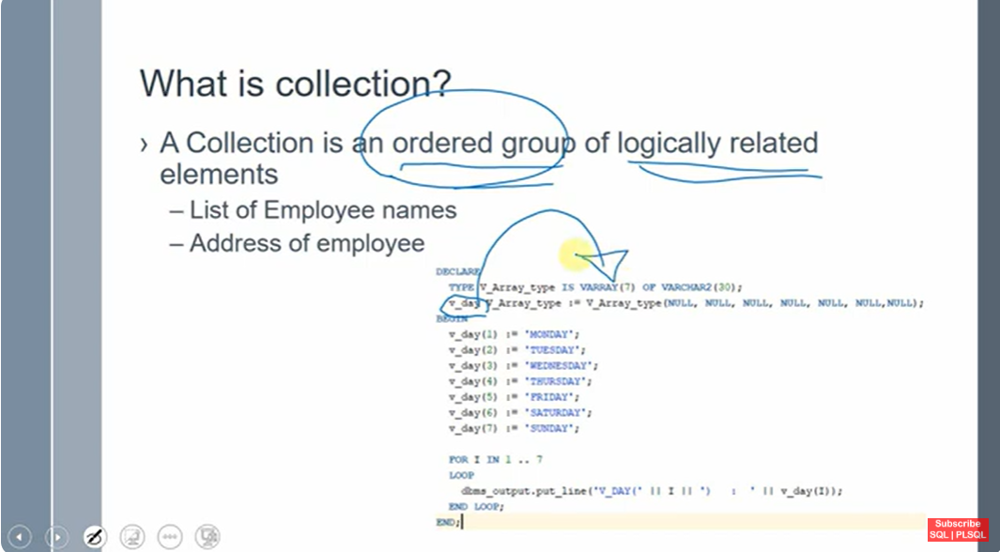 What is collection?
› A Collection is an ordered group of logically related
elements
– List of Employee names
– Address of employee
DECLARE
TYPE V_Array_type IS VARRAY(7) OF VARCHAR2(30);
v_day V_Array_type := V_Array_type(NULL, NULL, NULL, NULL, NULL, NULL,NULL);
BEGIN
v_day(1) := 'MONDAY';
v_day(2) := 'TUESDAY';
v_day(3) := 'WEDNESDAY';
v_day(4) := 'THURSDAY';
v_day(5) := 'FRIDAY';
v_day(6) := 'SATURDAY';
v_day(7) := 'SUNDAY';
FOR I IN 1 .. 7
LOOP
dbms_output.put_line('V_DAY(' || I || ') : ' || v_day(I));
END LOOP;
END;
Subscribe
SQL | PLSQL